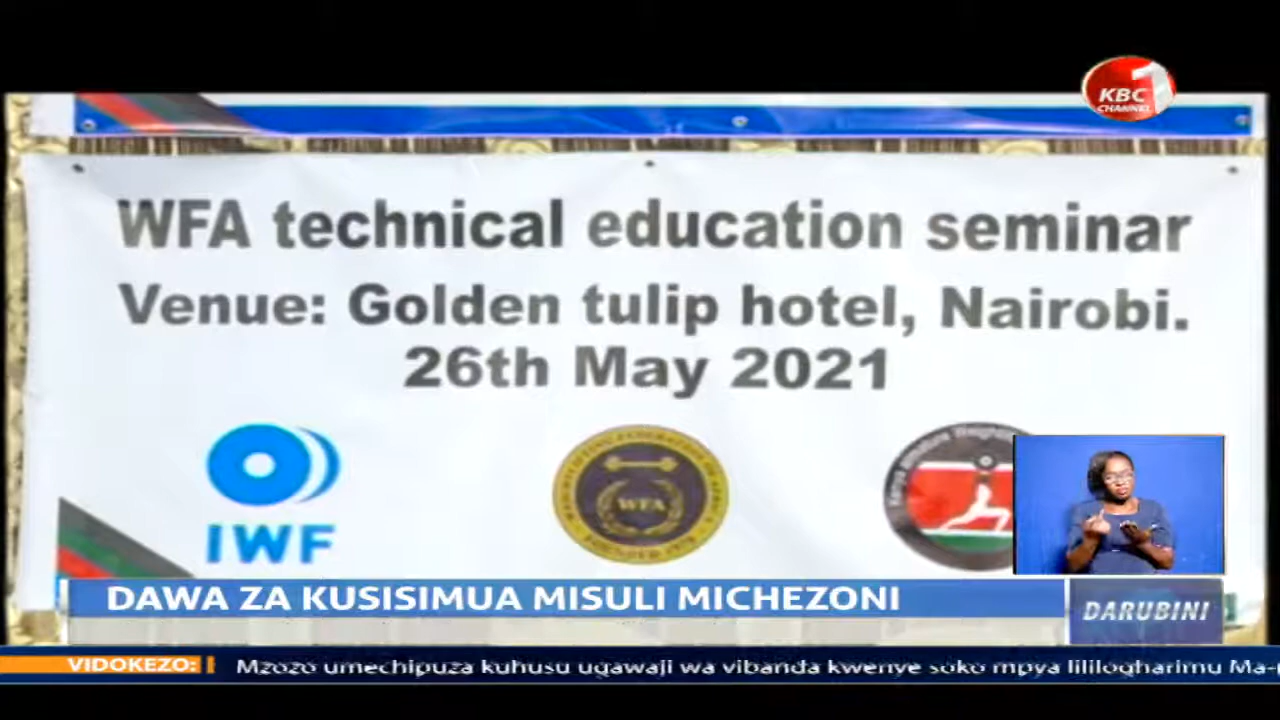 KBC 1
CHANNEL
WFA technical education seminar
Venue: Golden tulip hotel, Nairobi.
26th May 2021
IWF
WFA
DAWA ZA KUSISIMUA MISULI MICHEZONI
DARUBINI
VIDOKEZO:
Mzozo umechipuza kuhusu ugawaji wa vibanda kwenye soko mpya lililogharimu Ma-